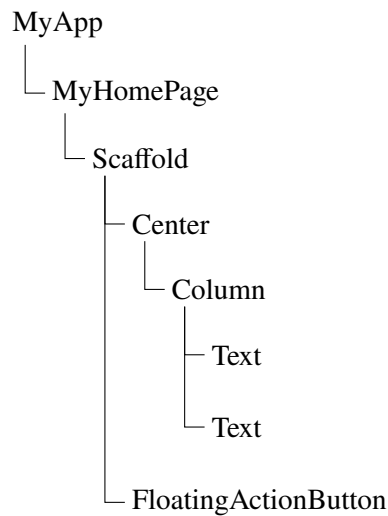 MyApp
MyHomePage
Scaffold
Center
Column
Text
Text
FloatingActionButton